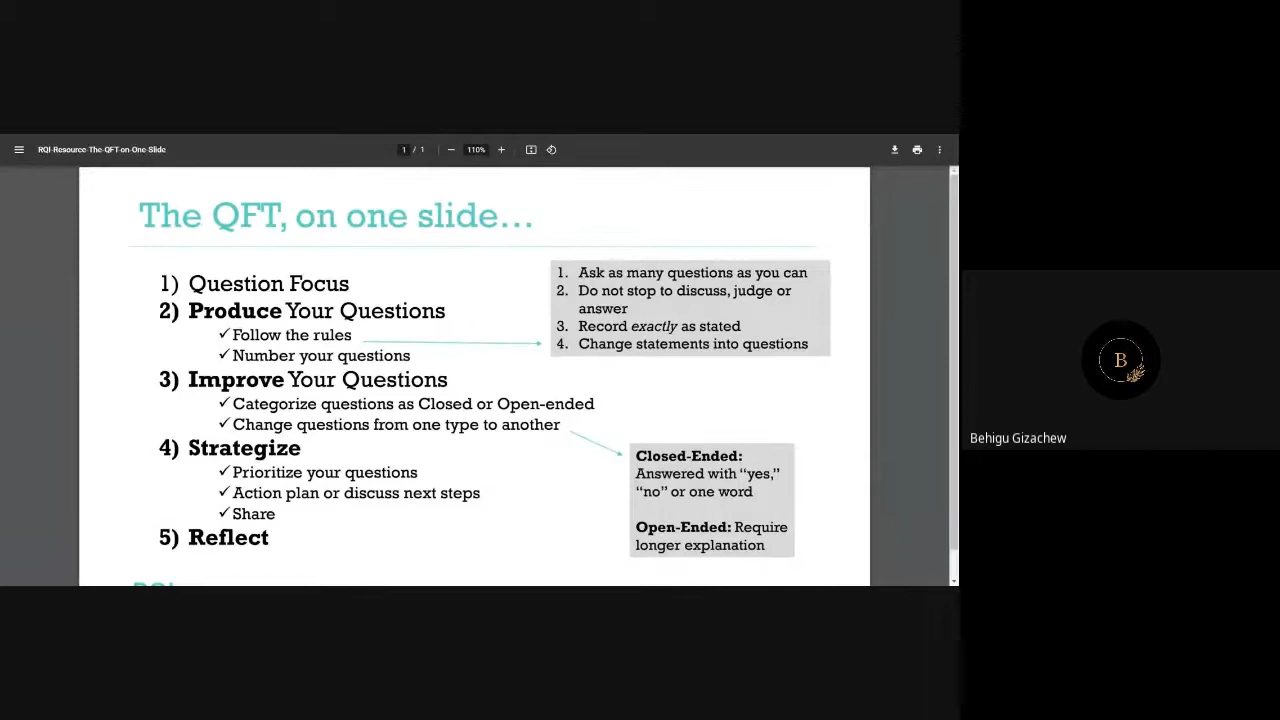 RQI-Resource-The-QFT-on-One-Slide
1 / 1
110%
The QFT, on one slide…
1) Question Focus
2) Produce Your Questions
✓Follow the rules
✓Number your questions
3) Improve Your Questions
✓Categorize questions as Closed or Open-ended
✓Change questions from one type to another
4) Strategize
✓Prioritize your questions
✓Action plan or discuss next steps
✓Share
5) Reflect
1. Ask as many questions as you can
2. Do not stop to discuss, judge or
answer
3. Record exactly as stated
4. Change statements into questions
Closed-Ended:
Answered with “yes,”
“no” or one word
Open-Ended: Require
longer explanation
B
Behigu Gizachew